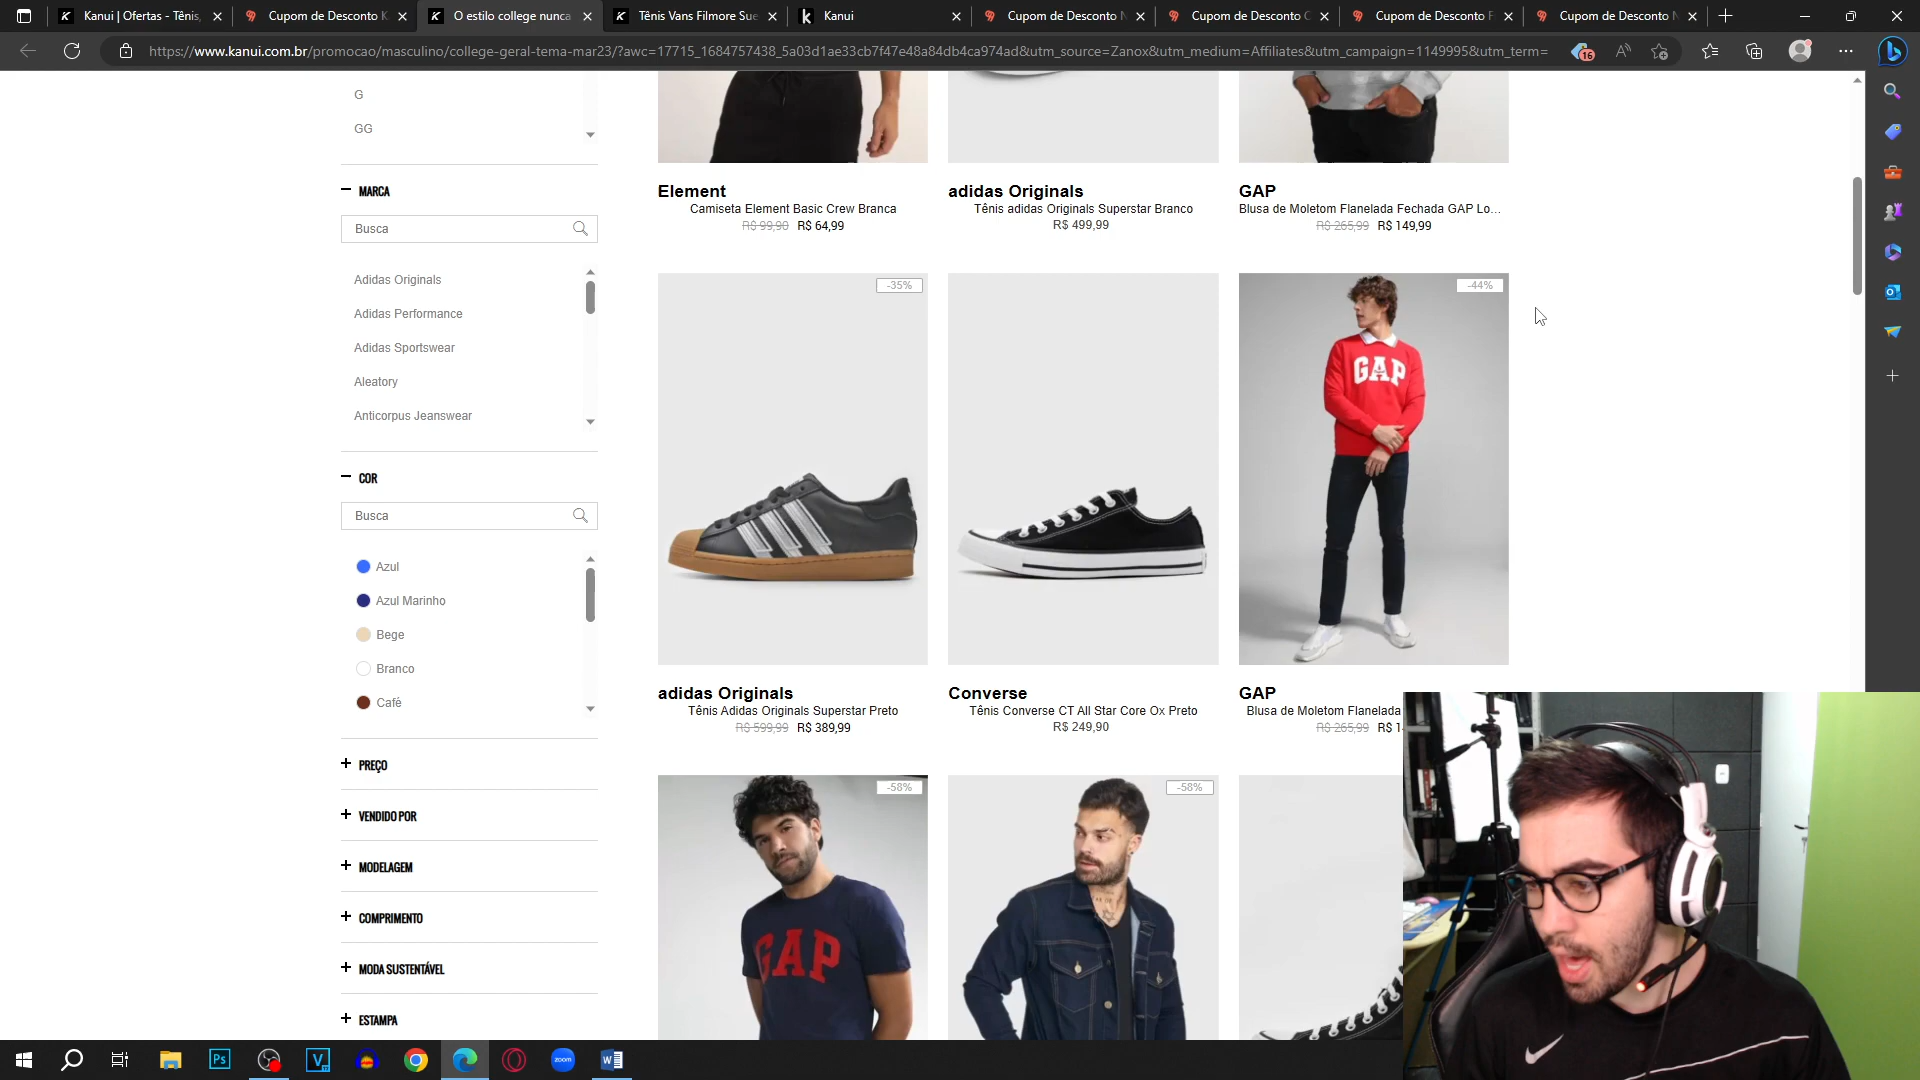 Kanui | Ofertas - Tênis,
Cupom de Desconto K
O estilo college nunca
Tênis Vans Filmore Sue
Kanui
Cupom de Desconto N
Cupom de Desconto C
Cupom de Desconto F
Cupom de Desconto N
https://www.kanui.com.br/promocao/masculino/college-geral-tema-mar23/?awc=17715_1684757438_5a03d1ae33cb7f47e48a84db4ca974ad&utm_source=Zanox&utm_medium=Affiliates&utm_campaign=1149995&utm_term=
16
G
GG
MARCA
Busca
Adidas Originals
Adidas Performance
Adidas Sportswear
Aleatory
Anticorpus Jeanswear
COR
Busca
Azul
Azul Marinho
Bege
Branco
Café
PREÇO
VENDIDO POR
MODELAGEM
COMPRIMENTO
MODA SUSTENTÁVEL
ESTAMPA
Element
Camiseta Element Basic Crew Branca
R$ 99,90 R$ 64,99
adidas Originals
Tênis adidas Originals Superstar Branco
R$ 499,99
GAP
Blusa de Moletom Flanelada Fechada GAP Lo...
R$ 265,99 R$ 149,99
-35%
-44%
GAP
adidas Originals
Tênis Adidas Originals Superstar Preto
R$ 599,99 R$ 389,99
Converse
Tênis Converse CT All Star Core Ox Preto
R$ 249,90
GAP
Blusa de Moletom Flanelada
R$ 265,99 R$ 1
-58%
GAP
-58%
Ps
V
zoom
W